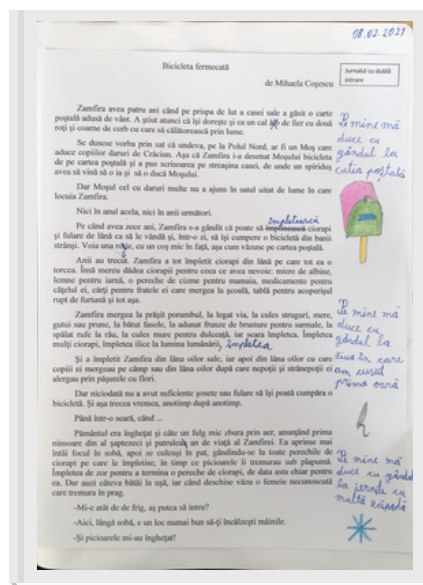 08.02.2021
Bicicleta fermecată
de Mihaela Coșescu
Jurnalul cu dublă
intrare
Zamfira avea patru ani când pe prispa de lut a casei sale a găsit o carte
poștală adusă de vânt. A știut atunci că își dorește și ea un cal de fier cu două
roți și coarne de cerb cu care să călătorească prin lume.
Se dusese vorba prin sat că undeva, pe la Polul Nord, ar fi un Moș care
aduce copiilor daruri de Crăciun. Așa că Zamfira i-a desenat Moșului bicicleta
de pe cartea poștală și a pus scrisoarea pe streașina casei, de unde un spiriduș
avea să vină să o ia și să o ducă Moșului.
Dar Moșul cel cu daruri multe nu a ajuns în satul uitat de lume în care
locuia Zamfira.
Nici în anul acela, nici în anii următori.
împletească
Pe când avea zece ani, Zamfira s-a gândit că poate să ciorapi
și fulare de lână ca să le vândă și, într-o zi, să își cumpere o bicicletă din banii
strânși. Voia una roșie, cu un coș mic în față, așa cum văzuse pe cartea poștală.
Anii au trecut. Zamfira a tot împletit ciorapi din lână pe care tot ea o
torcea. Însă mereu dădea ciorapii pentru ceea ce avea nevoie: miere de albine,
lemne pentru iarnă, o pereche de cizme pentru mamaia, medicamente pentru
cățelul ei, cărți pentru fratele ei care mergea la școală, tablă pentru acoperișul
rupt de furtună și tot așa.
Zamfira mergea la prășit porumbul, la legat via, la cules struguri, mere,
gutui sau prune, la bătut fasole, la adunat frunze de brusture pentru sarmale, la
spălat rufe la râu, la cules mure pentru dulceață, iar seara împletea. Împletea
mulți ciorapi, împletea ilice la lumina lumânării, împletea
Și a împletit Zamfira din lâna oilor sale, iar apoi din lâna oilor cu care
copiii ei mergeau pe câmp sau din lâna oilor după care nepoții și strănepoții ei
alergau prin pășunile cu flori.
Dar niciodată nu a avut suficiente șosete sau fulare să își poată cumpăra o
bicicletă. Și așa trecea vremea, anotimp după anotimp.
Până într-o seară, când ...
Pământul era înghețat și câte un fulg mic zbura prin aer, anunțând prima
ninsoare din al șaptezeci și patrulea an de viață al Zamfirei. Ea aprinse mai
întâi focul în sobă, apoi se culcuși în pat, gândindu-se la toate perechile de
ciorapi pe care le împletise, în timp ce picioarele îi tremurau sub plapumă.
Împletea de zor pentru a termina o pereche de ciorapi, de data asta chiar pentru
ea. Dar auzi câteva bătăi la ușă, iar când deschise văzu o femeie necunoscută
care tremura în prag.
-Mi-e atât de de frig, aș putea să intru?
-Aici, lângă sobă, e un loc numai bun să-ți încălzești mâinile.
-Și picioarele mi-au înghețat!
Pe mine mă
duce cu
gândul la
cutia poștală
Pe mine mă
duce cu
gândul la
ziua în care
am cusut
prima oară
Pe mine mă
duce cu gândul
la iernile cu
multă zăpadă